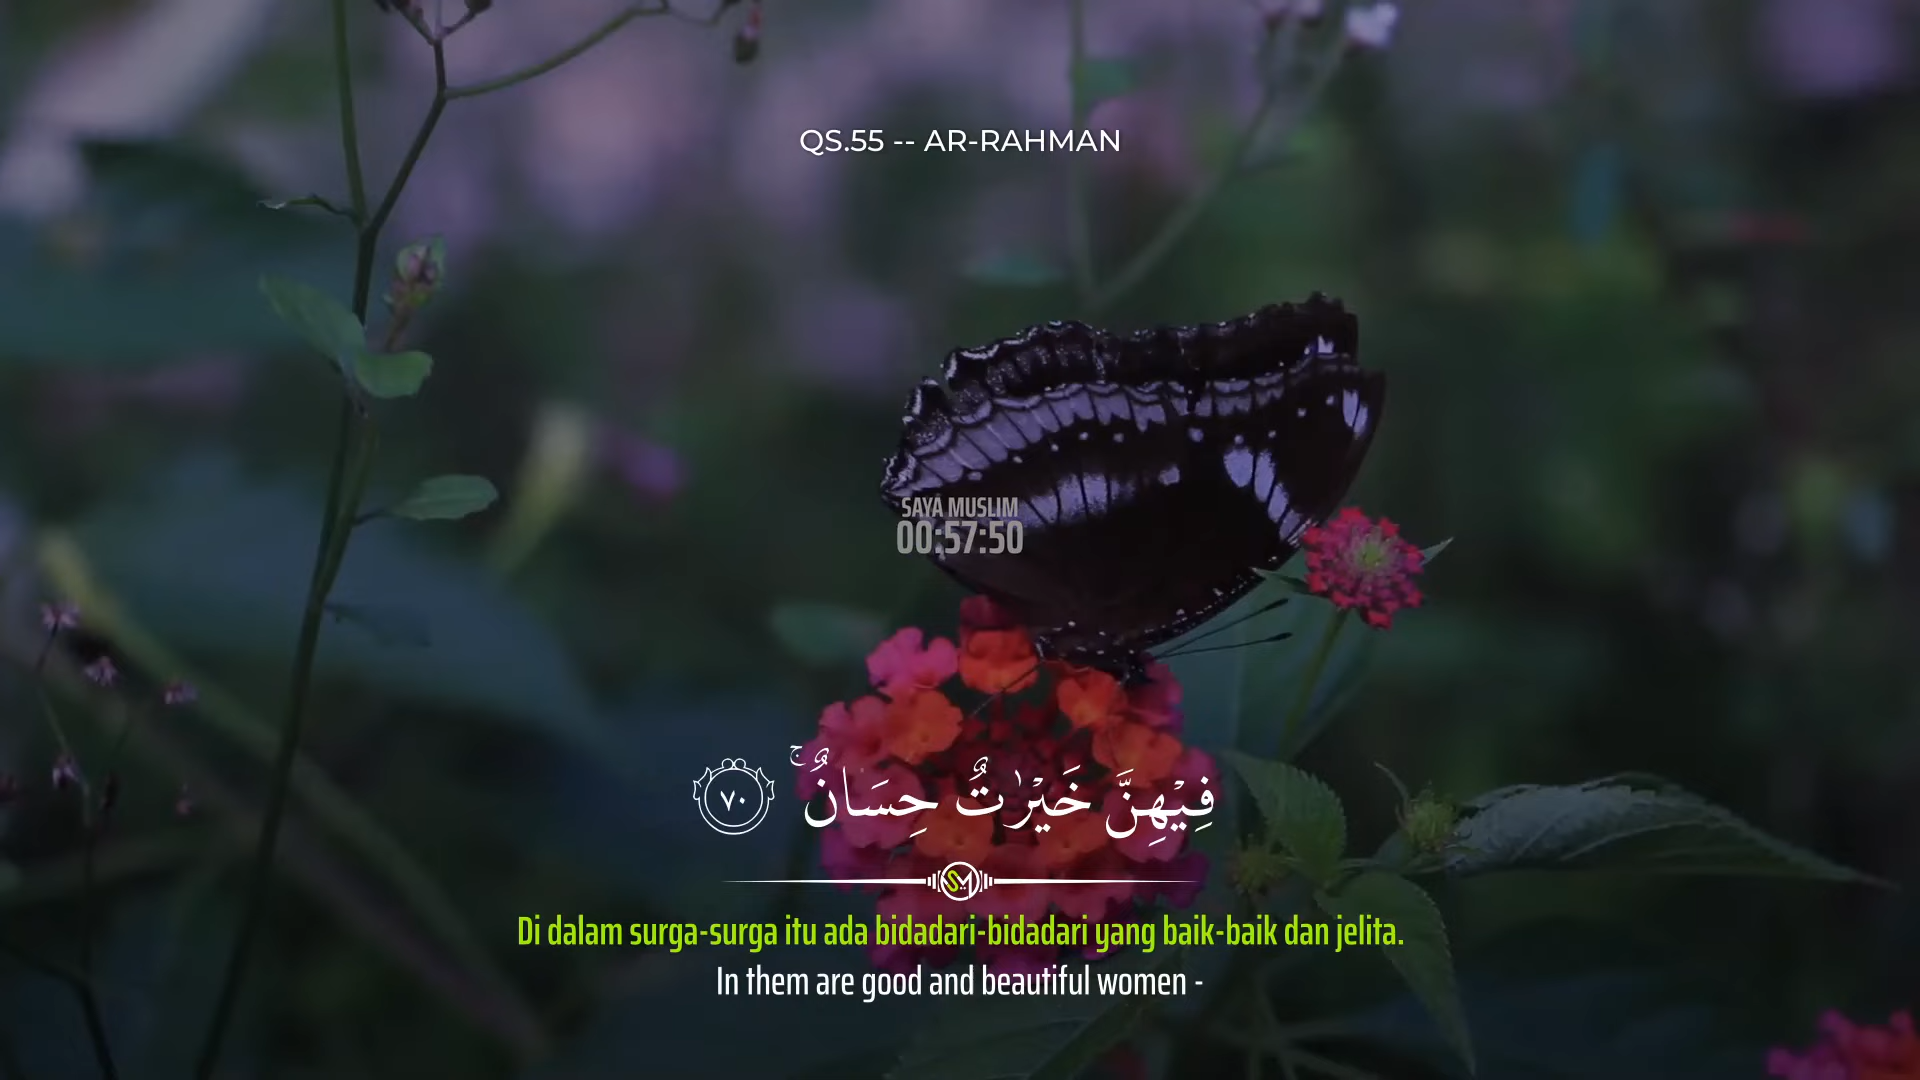 QS.55 -- AR-RAHMAN
SAYA MUSLIM
00:57:50
فِيْهِنَّ خَيْرٰتٌ حِسَانٌۚ ٧٠
Di dalam surga-surga itu ada bidadari-bidadari yang baik-baik dan jelita.
In them are good and beautiful women -